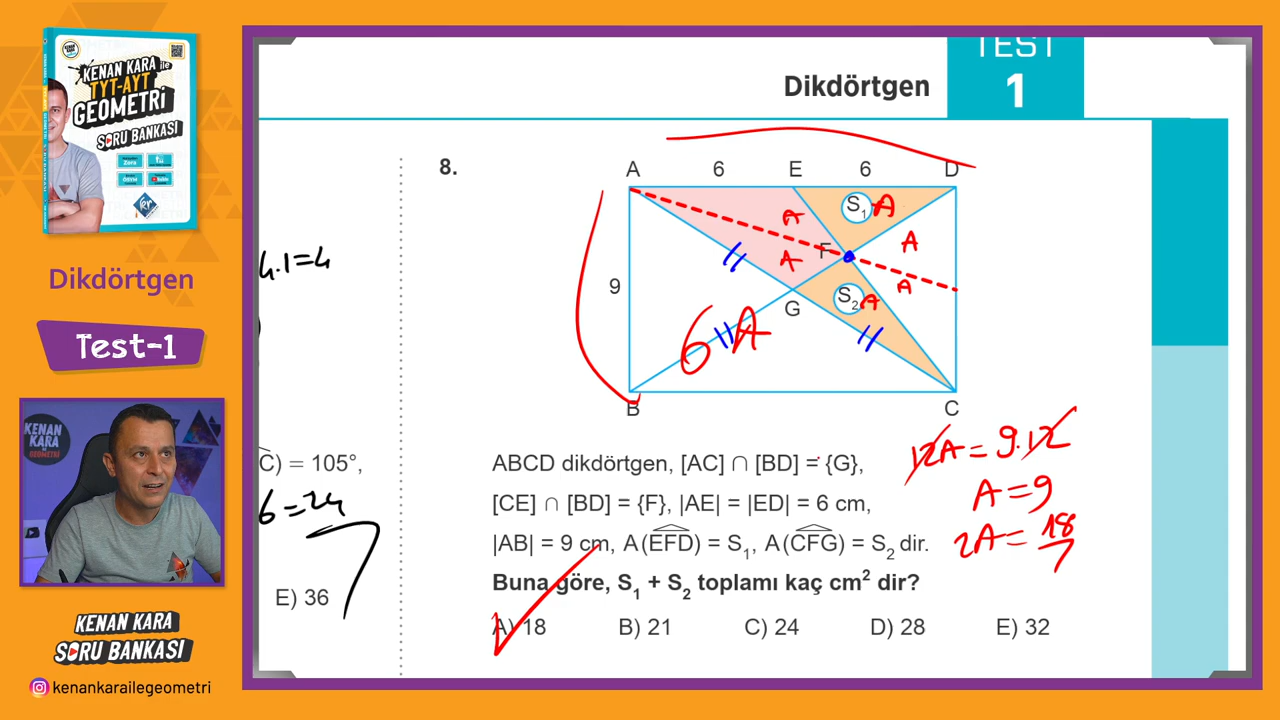 KENAN KARA ile
TYT-AYT
GEOMETRİ
SORU BANKASI
Dikdörtgen
Test-1
KENAN KARA
KENAN KARA
SORU BANKASI
kenankarailegeometri
TEST
1
Dikdörtgen
4.1=4
C) = 105°,
6=24
E) 36
8.
A 6 E 6 D
S1 A
A
F A
A
A
9
S2 A
G
6A
B C
ABCD dikdörtgen, [AC] ∩ [BD] = {G},
[CE] ∩ [BD] = {F}, |AE| = |ED| = 6 cm,
|AB| = 9 cm, A(EFD) = S1, A(CFG) = S2 dir.
Buna göre, S1 + S2 toplamı kaç cm2 dir?
A) 18 B) 21 C) 24 D) 28 E) 32
12A = 9.12
A = 9
2A = 18